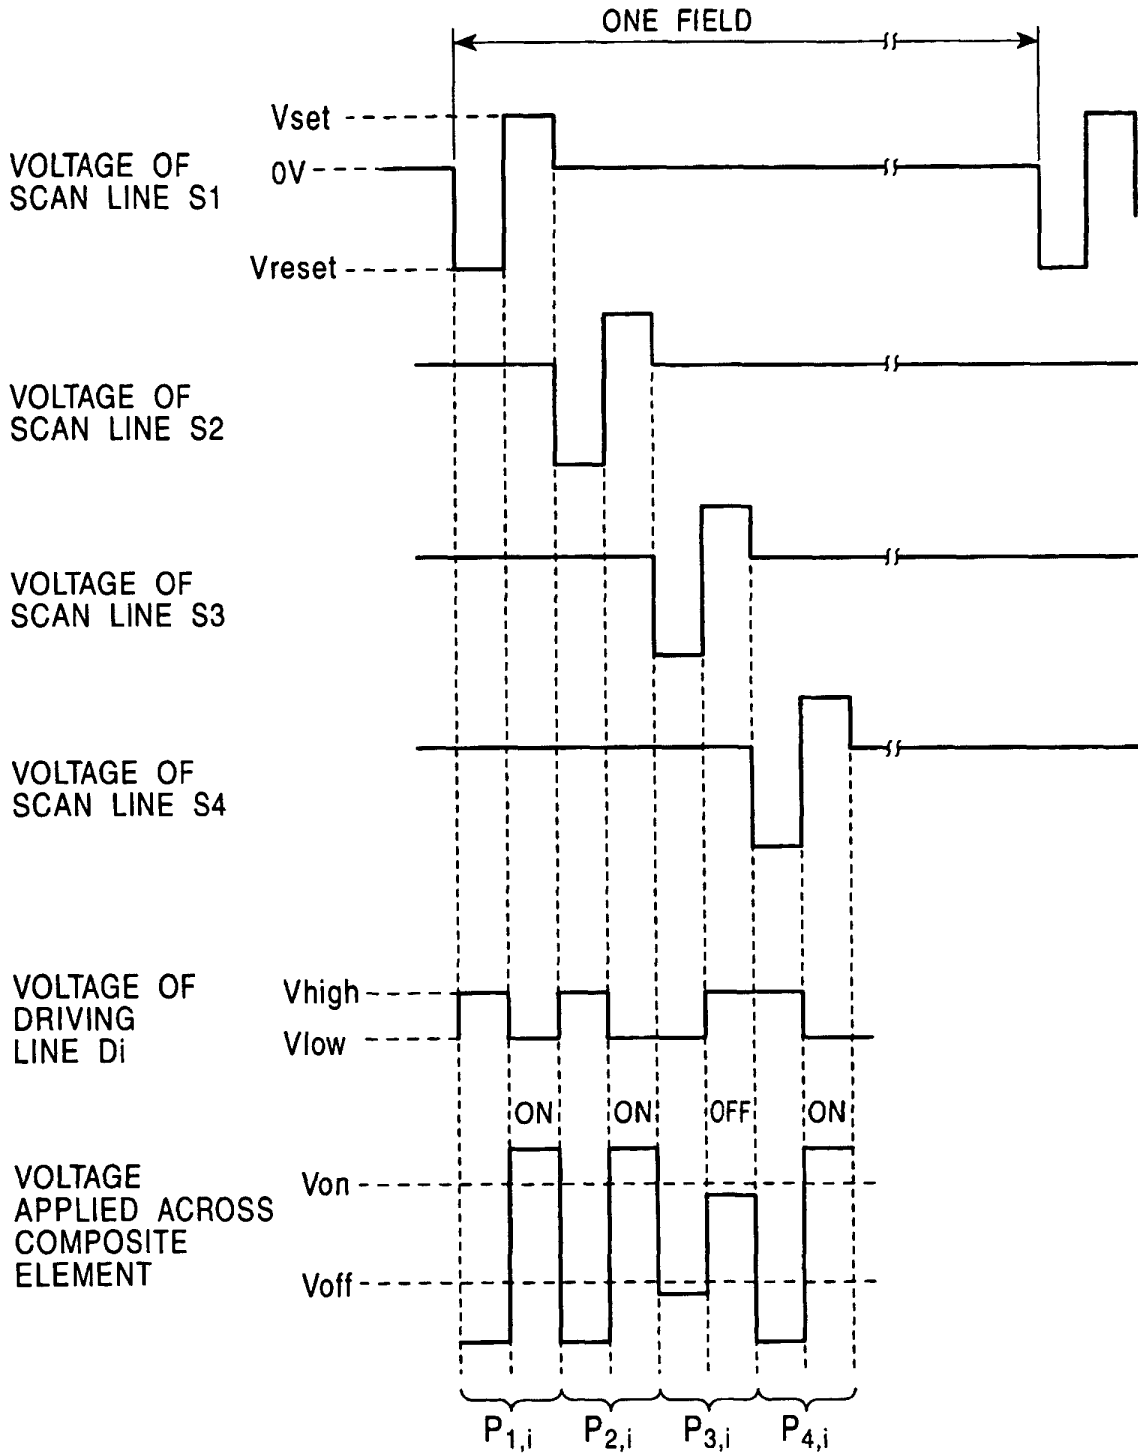 ONE FIELD
Vset
VOLTAGE OF
SCAN LINE S1
0V
Vreset
VOLTAGE OF
SCAN LINE S2
VOLTAGE OF
SCAN LINE S3
VOLTAGE OF
SCAN LINE S4
VOLTAGE OF
DRIVING
LINE Di
Vhigh
Vlow
ON ON OFF ON
VOLTAGE
APPLIED ACROSS
COMPOSITE
ELEMENT
Von
Voff
P1,i P2,i P3,i P4,i